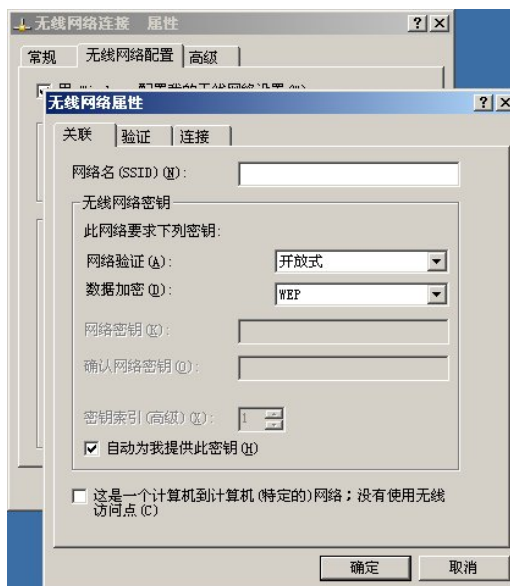 无线网络连接 属性
常规 无线网络配置 高级
无线网络属性
关联 验证 连接
网络名(SSID)(N):
无线网络密钥
此网络要求下列密钥:
网络验证(A): 开放式
数据加密(D): WEP
网络密钥(K):
确认网络密钥(O):
密钥索引(高级)(X): 1
自动为我提供此密钥(H)
这是一个计算机到计算机(特定的)网络；没有使用无线
访问点(C)
确定 取消